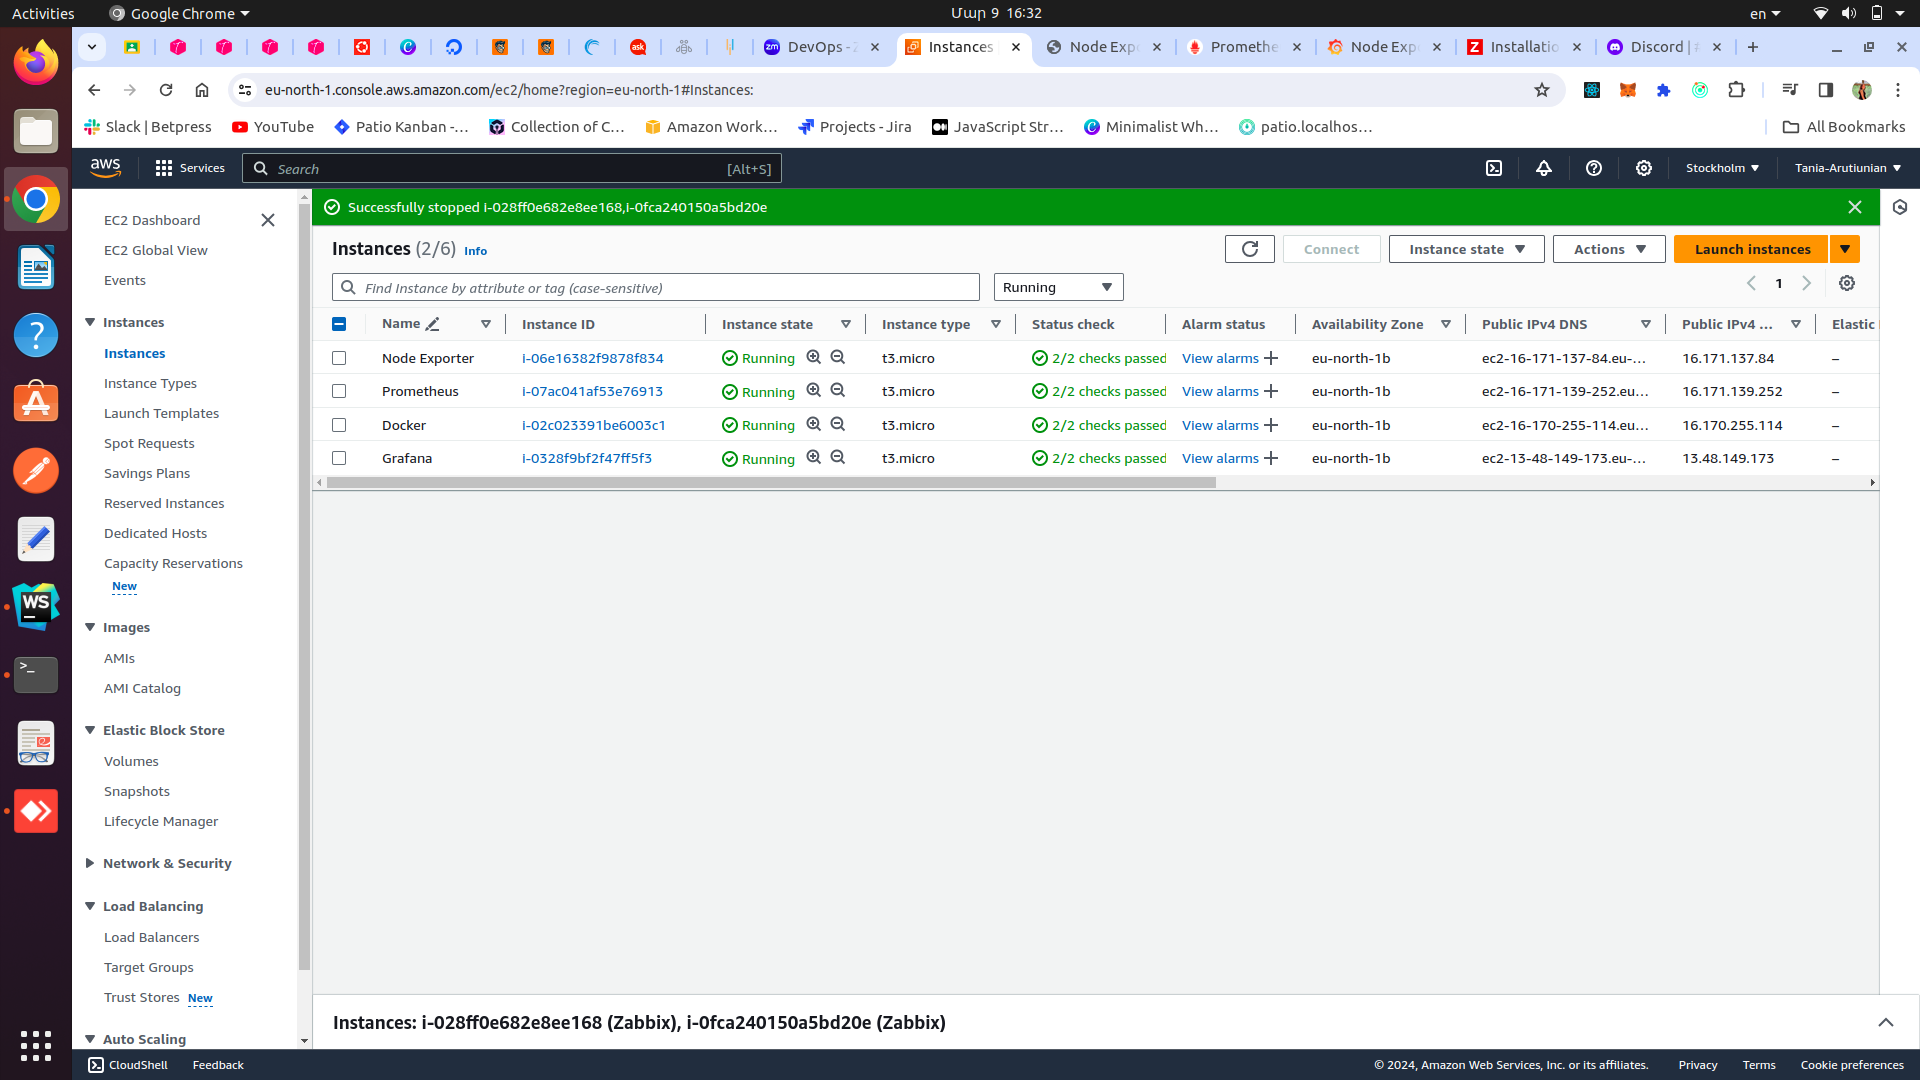 Activities
Google Chrome
Մար 9 16:32
en
DevOps - Z
Instances
Node Expo
Promethe
Node Exp
Installatio
Discord | #
eu-north-1.console.aws.amazon.com/ec2/home?region=eu-north-1#Instances:
Slack | Betpress
YouTube
Patio Kanban -...
Collection of C...
Amazon Work...
Projects - Jira
JavaScript Str...
Minimalist Wh...
patio.localhos...
All Bookmarks
aws
Services
Search
[Alt+S]
Stockholm
Tania-Arutiunian
EC2 Dashboard
EC2 Global View
Events
Instances
Instances
Instance Types
Launch Templates
Spot Requests
Savings Plans
Reserved Instances
Dedicated Hosts
Capacity Reservations
New
Images
AMIs
AMI Catalog
Elastic Block Store
Volumes
Snapshots
Lifecycle Manager
Network & Security
Load Balancing
Load Balancers
Target Groups
Trust Stores New
Auto Scaling
Successfully stopped i-028ff0e682e8ee168,i-0fca240150a5bd20e
Instances (2/6) Info
Connect
Instance state
Actions
Launch instances
Find Instance by attribute or tag (case-sensitive)
Running
1
Name Instance ID Instance state Instance type Status check Alarm status Availability Zone Public IPv4 DNS Public IPv4 ... Elastic
Node Exporter i-06e16382f9878f834 Running t3.micro 2/2 checks passed View alarms + eu-north-1b ec2-16-171-137-84.eu-... 16.171.137.84 –
Prometheus i-07ac041af53e76913 Running t3.micro 2/2 checks passed View alarms + eu-north-1b ec2-16-171-139-252.eu... 16.171.139.252 –
Docker i-02c023391be6003c1 Running t3.micro 2/2 checks passed View alarms + eu-north-1b ec2-16-170-255-114.eu... 16.170.255.114 –
Grafana i-0328f9bf2f47ff5f3 Running t3.micro 2/2 checks passed View alarms + eu-north-1b ec2-13-48-149-173.eu-... 13.48.149.173 –
Instances: i-028ff0e682e8ee168 (Zabbix), i-0fca240150a5bd20e (Zabbix)
CloudShell
Feedback
© 2024, Amazon Web Services, Inc. or its affiliates.
Privacy
Terms
Cookie preferences